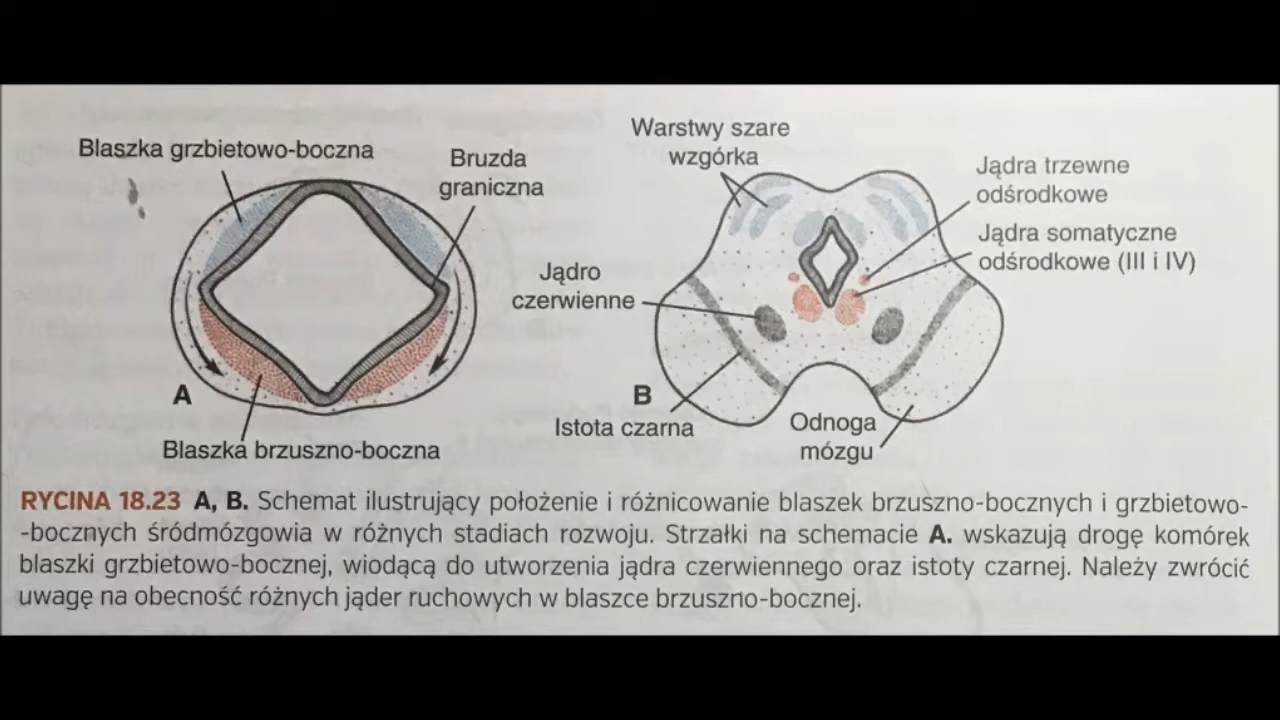 Blaszka grzbietowo-boczna
Bruzda
graniczna
A
Blaszka brzuszno-boczna
Warstwy szare
wzgórka
Jądra trzewne
odśrodkowe
Jądra somatyczne
odśrodkowe (III i IV)
Jądro
czerwienne
B
Istota czarna
Odnoga
mózgu
RYCINA 18.23 A, B. Schemat ilustrujący położenie i różnicowanie blaszek brzuszno-bocznych i grzbietowo-
-bocznych śródmózgowia w różnych stadiach rozwoju. Strzałki na schemacie A. wskazują drogę komórek
blaszki grzbietowo-bocznej, wiodącą do utworzenia jądra czerwiennego oraz istoty czarnej. Należy zwrócić
uwagę na obecność różnych jąder ruchowych w blaszce brzuszno-bocznej.